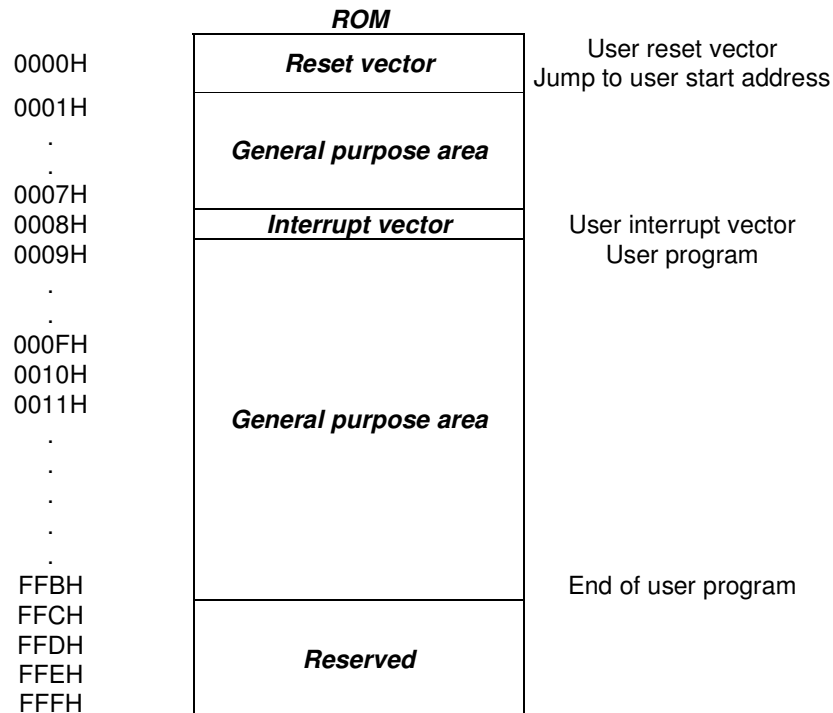 ROM
User reset vector
0000H Reset vector
Jump to user start address
0001H
.
General purpose area
.
0007H
0008H Interrupt vector User interrupt vector
0009H User program
.
.
000FH
0010H
0011H
General purpose area
.
.
.
.
.
FFBH End of user program
FFCH
FFDH
Reserved
FFEH
FFFH